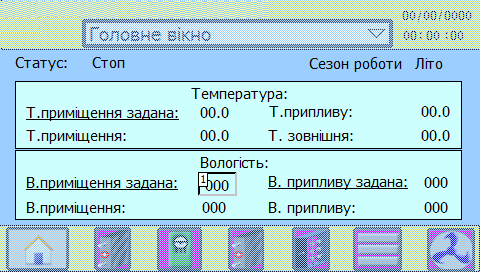 00/00/0000
Головне вікно
00:00:00
Статус: Стоп Сезон роботи Літо
Температура:
Т.приміщення задана: 00.0 Т.припливу: 00.0
Т.приміщення: 00.0 Т. зовнішня: 00.0
Вологість:
В.приміщення задана: 1 000 В. припливу задана: 000
В.приміщення: 000 В. припливу: 000